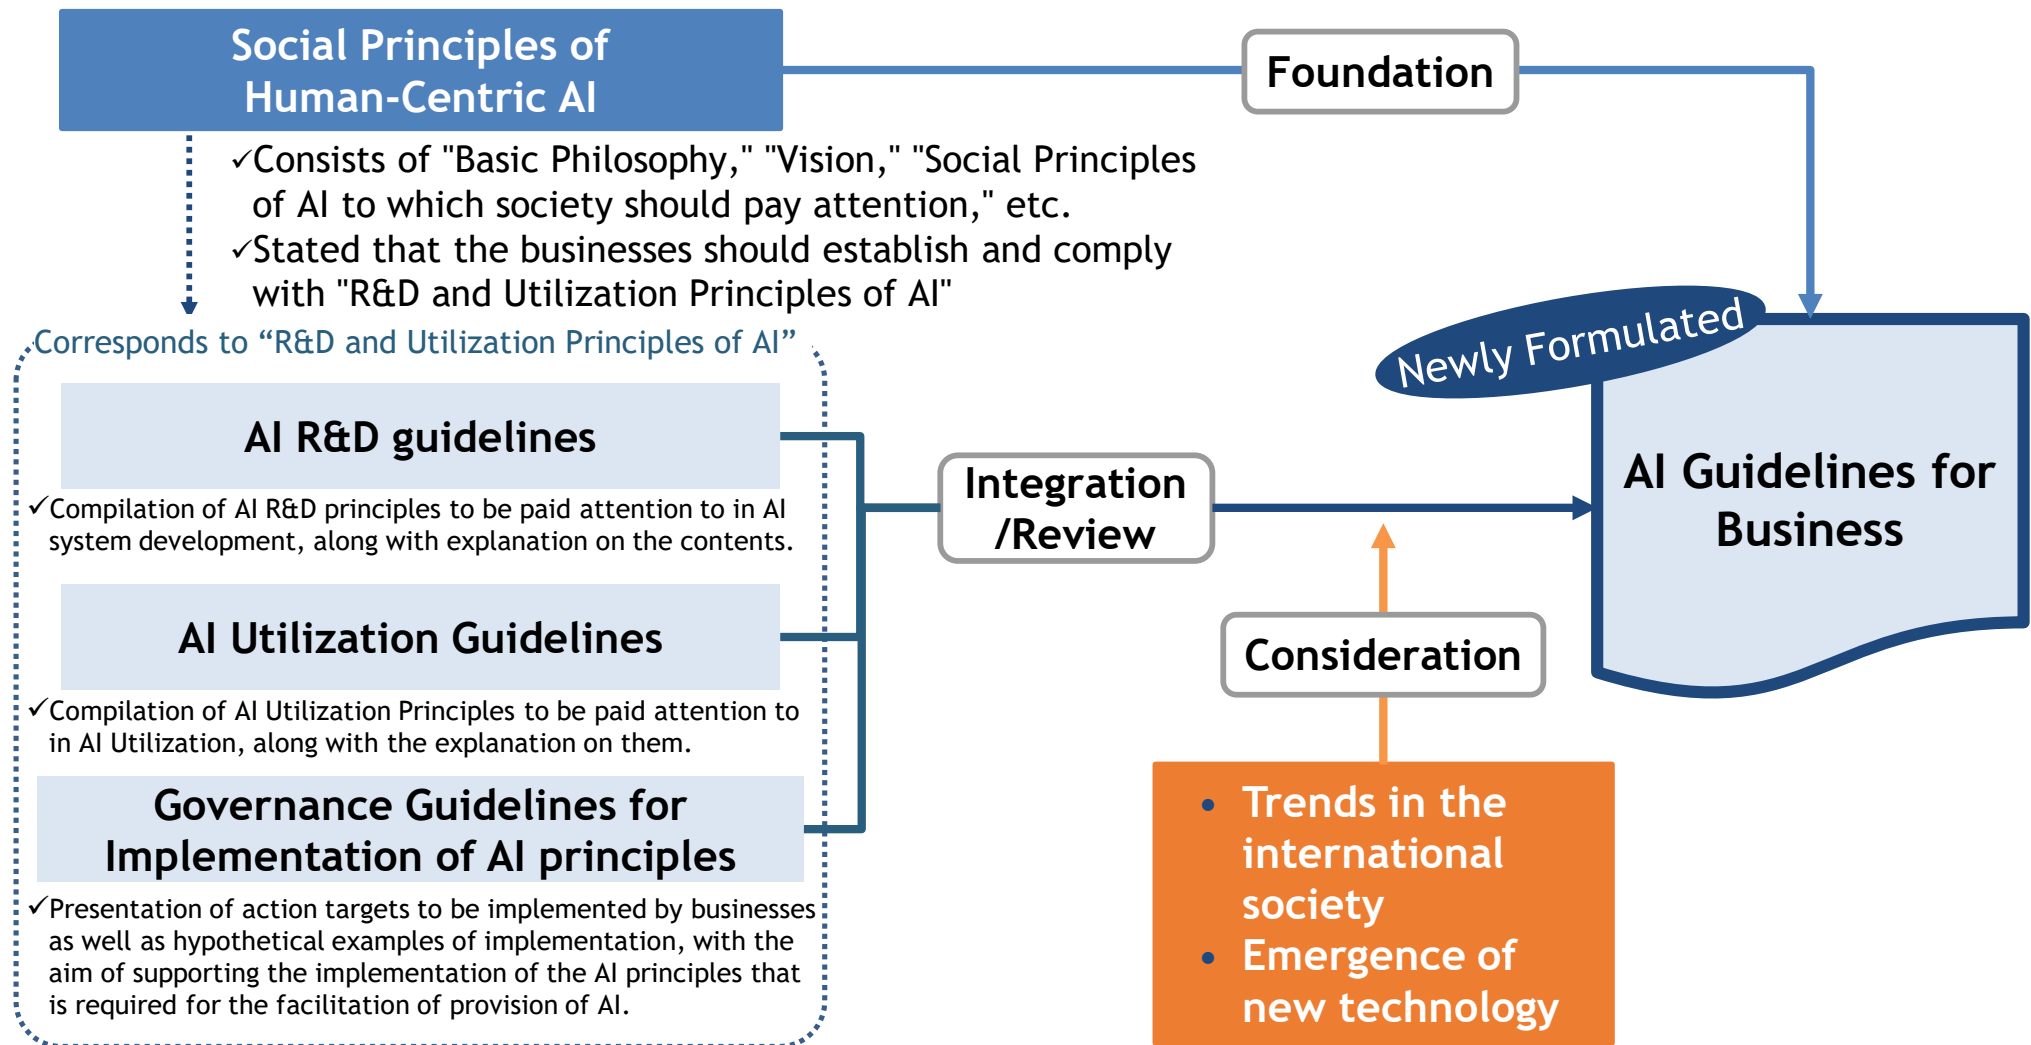 Social Principles of
Human-Centric AI
Foundation
✓Consists of "Basic Philosophy," "Vision," "Social Principles
of AI to which society should pay attention," etc.
✓Stated that the businesses should establish and comply
with "R&D and Utilization Principles of AI"
Corresponds to “R&D and Utilization Principles of AI”
AI R&D guidelines
✓Compilation of AI R&D principles to be paid attention to in AI
system development, along with explanation on the contents.
AI Utilization Guidelines
✓Compilation of AI Utilization Principles to be paid attention to
in AI Utilization, along with the explanation on them.
Governance Guidelines for
Implementation of AI principles
✓Presentation of action targets to be implemented by businesses
as well as hypothetical examples of implementation, with the
aim of supporting the implementation of the AI principles that
is required for the facilitation of provision of AI.
Integration
/Review
Consideration
• Trends in the
international
society
• Emergence of
new technology
Newly Formulated
AI Guidelines for
Business